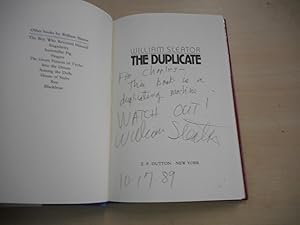 Other books by William Sleator
The Boy Who Reversed Himself
Singularity
Interstellar Pig
Fingers
The Green Futures of Tycho
Into the Dream
Among the Dolls
House of Stairs
Run
Blackbriar
WILLIAM SLEATOR
THE DUPLICATE
For Charles—
This book is a
duplicating machine
WATCH OUT!
William Sleator
E. P. DUTTON NEW YORK
10-17-89